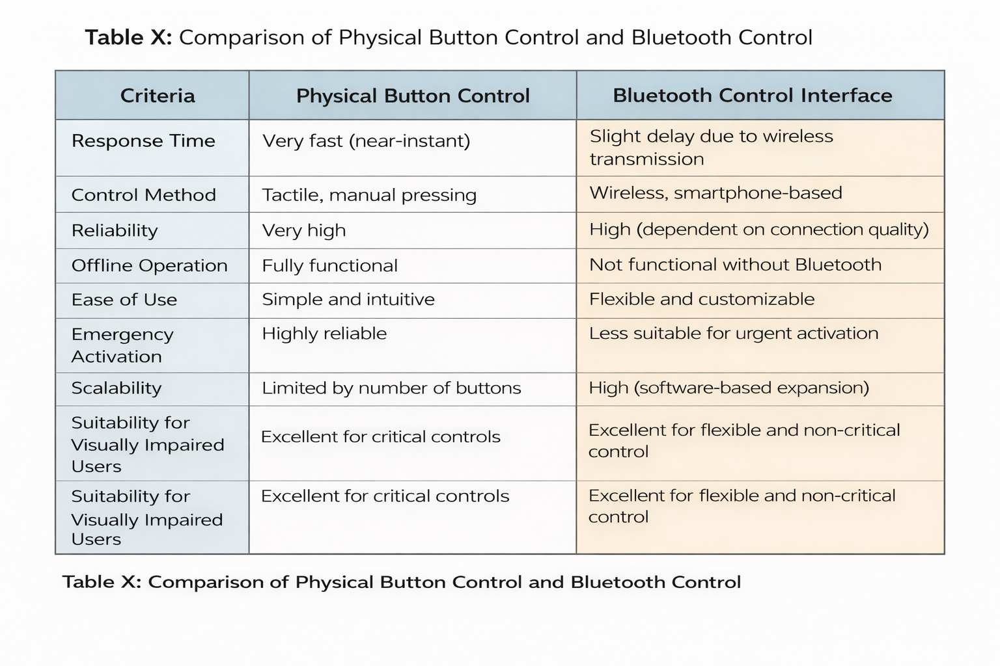 Table X: Comparison of Physical Button Control and Bluetooth Control
Criteria
Physical Button Control
Bluetooth Control Interface
Response Time
Very fast (near-instant)
Slight delay due to wireless
transmission
Control Method
Tactile, manual pressing
Wireless, smartphone-based
Reliability
Very high
High (dependent on connection quality)
Offline Operation
Fully functional
Not functional without Bluetooth
Ease of Use
Simple and intuitive
Flexible and customizable
Emergency
Activation
Highly reliable
Less suitable for urgent activation
Scalability
Limited by number of buttons
High (software-based expansion)
Suitability for
Visually Impaired
Users
Excellent for critical controls
Excellent for flexible and non-critical
control
Suitability for
Visually Impaired
Users
Excellent for critical controls
Excellent for flexible and non-critical
control
Table X: Comparison of Physical Button Control and Bluetooth Control